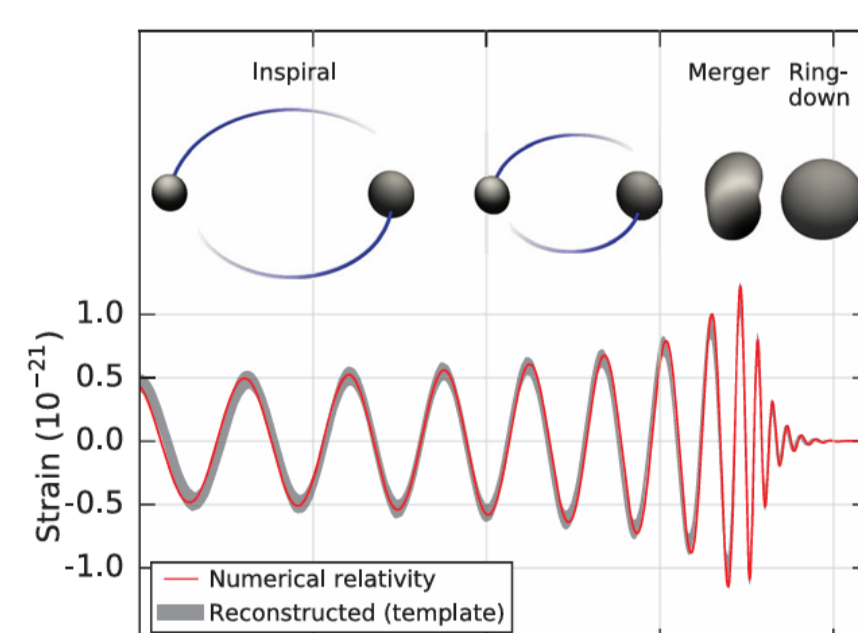 Inspiral
Merger
Ring-
down
Strain (10⁻²¹)
1.0
0.5
0.0
-0.5
-1.0
Numerical relativity
Reconstructed (template)